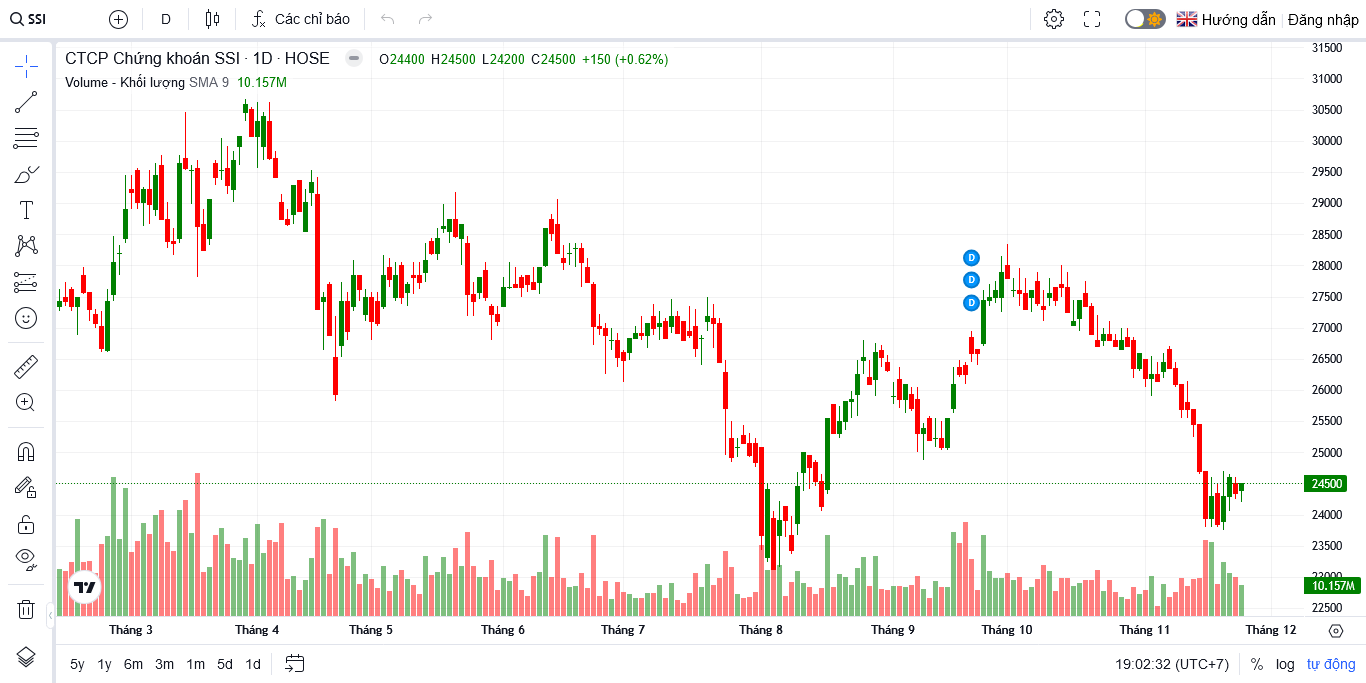 SSI D Các chỉ báo Hướng dẫn Đăng nhập
CTCP Chứng khoán SSI · 1D · HOSE O24400 H24500 L24200 C24500 +150 (+0.62%)
Volume - Khối lượng SMA 9 10.157M
31500
31000
30500
30000
29500
29000
28500
28000
27500
27000
26500
26000
25500
25000
24500
24000
23500
22000
22500
10.157M
D
D
D
Tháng 3 Tháng 4 Tháng 5 Tháng 6 Tháng 7 Tháng 8 Tháng 9 Tháng 10 Tháng 11 Tháng 12
5y 1y 6m 3m 1m 5d 1d 19:02:32 (UTC+7) % log tự động